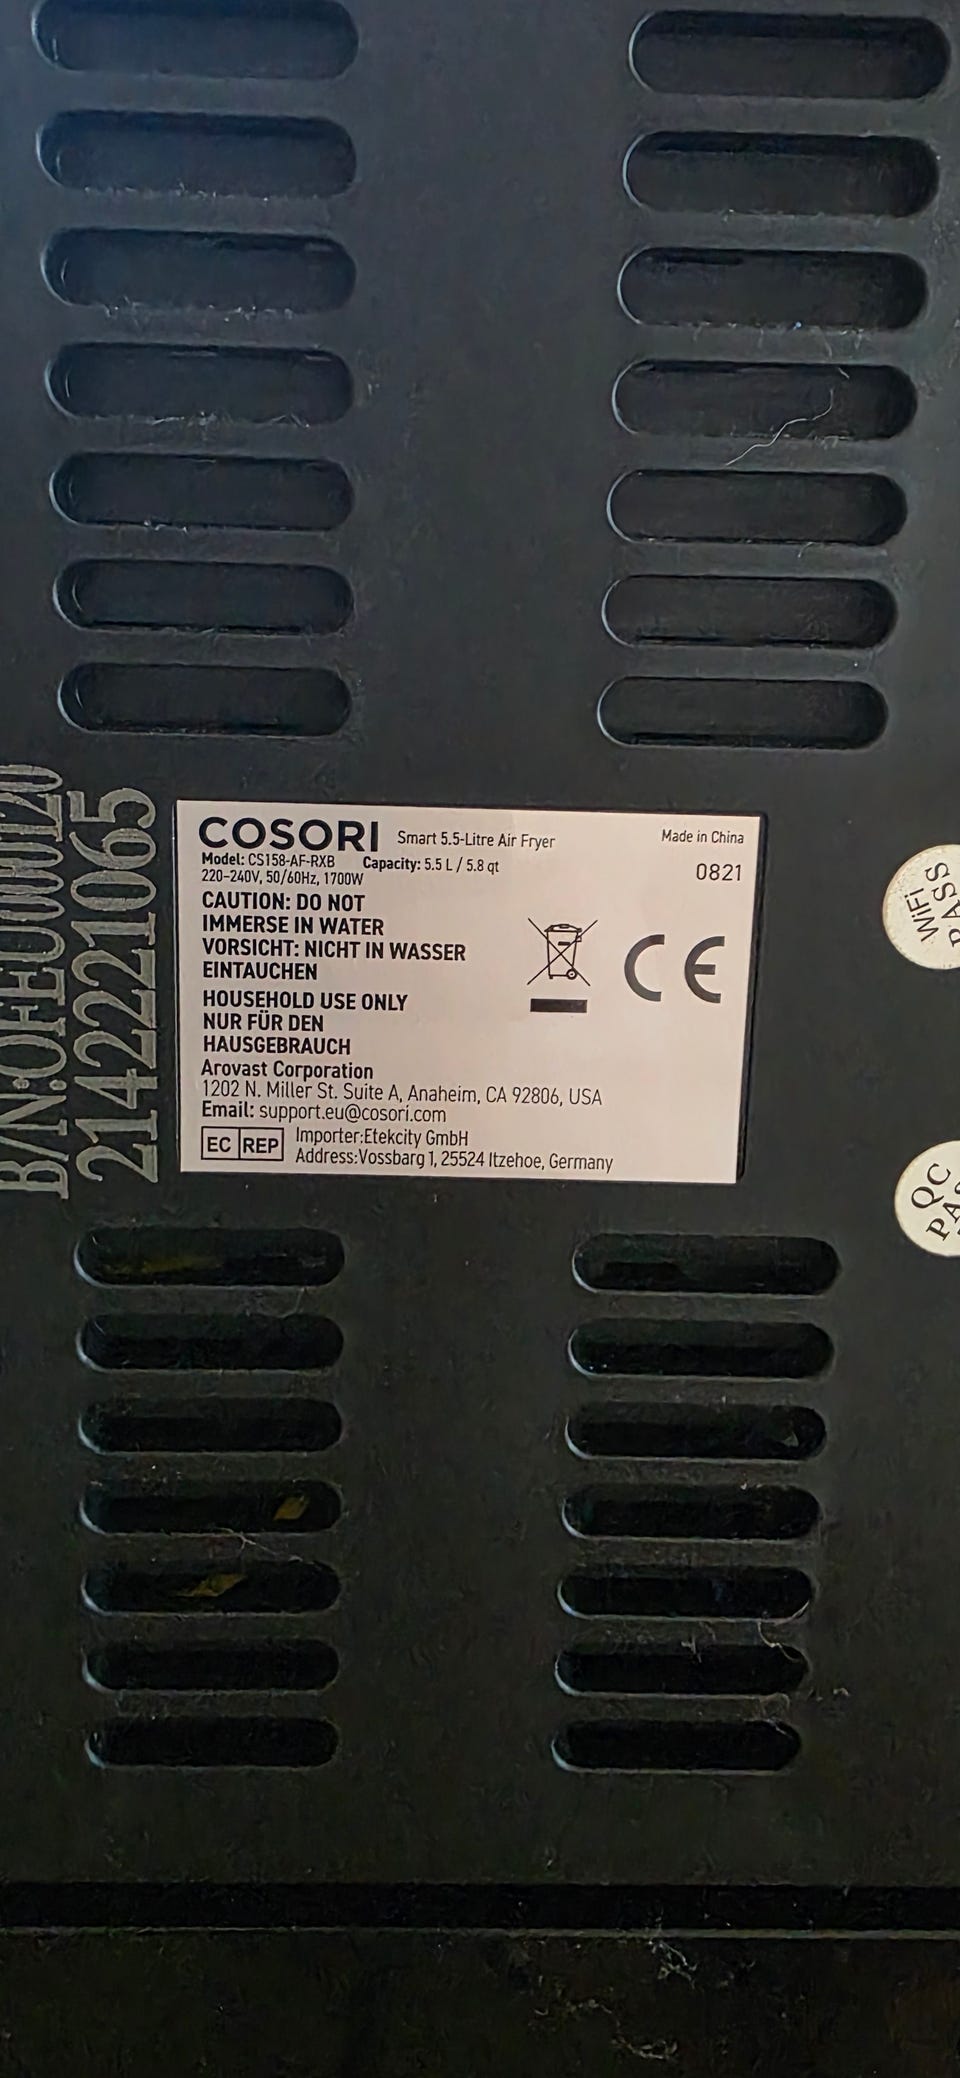 COSORI Smart 5.5-Litre Air Fryer Made in China
Model: CS158-AF-RXB Capacity: 5.5 L / 5.8 qt
0821
220-240V, 50/60Hz, 1700W
CAUTION: DO NOT
IMMERSE IN WATER
VORSICHT: NICHT IN WASSER
EINTAUCHEN
HOUSEHOLD USE ONLY
NUR FÜR DEN
HAUSGEBRAUCH
CE
Arovast Corporation
1202 N. Miller St. Suite A, Anaheim, CA 92806, USA
Email: support.eu@cosori.com
EC REP
Importer:Etekcity GmbH
Address:Vossbarg 1, 25524 Itzehoe, Germany
2142221065
WiFi
PASS
QC